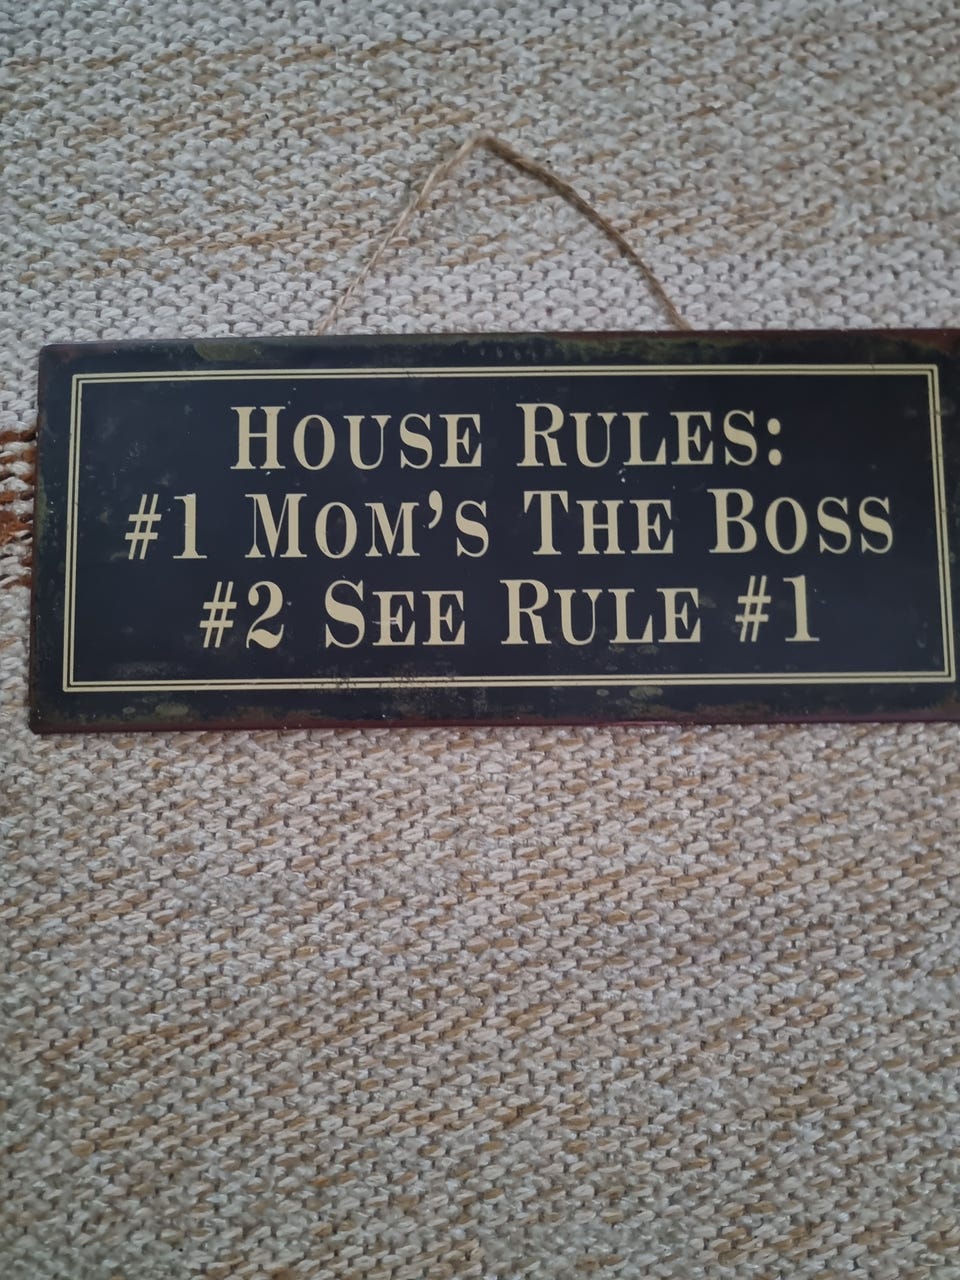 House Rules:
#1 Mom's The Boss
#2 See Rule #1